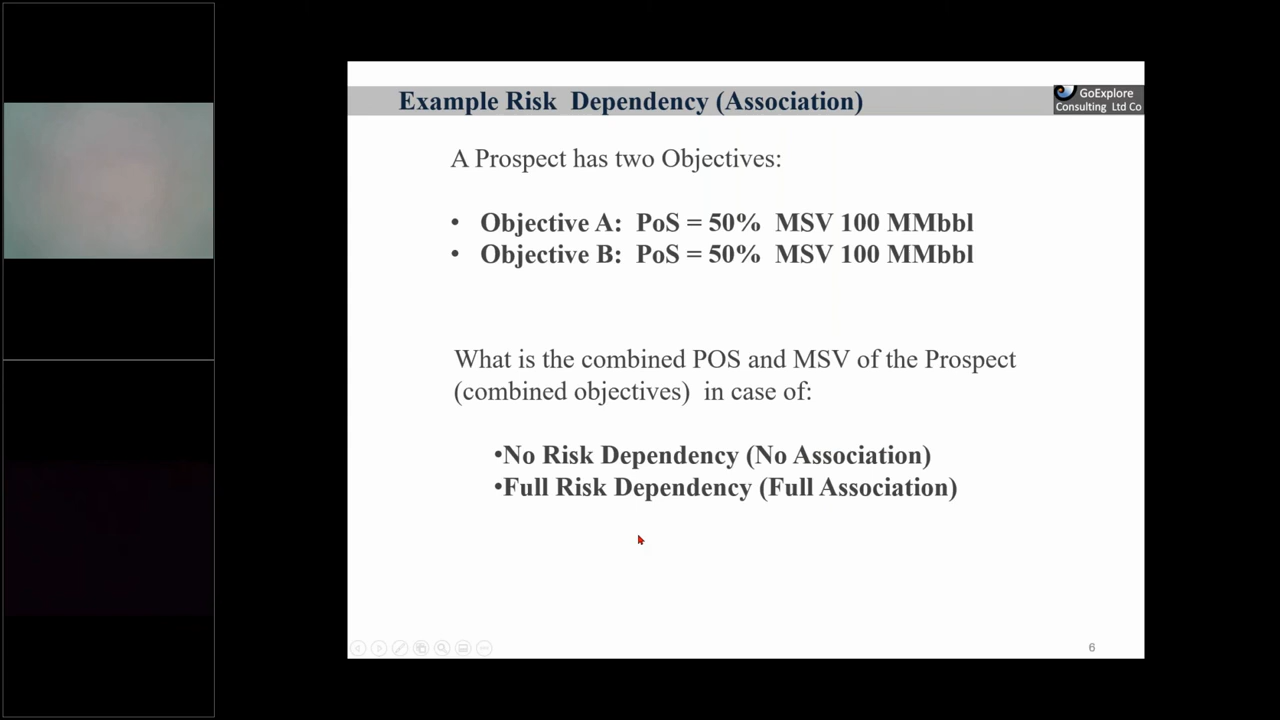 Example Risk  Dependency (Association)
GoExplore
Consulting  Ltd Co
A Prospect has two Objectives:
•   Objective A:  PoS = 50%  MSV 100 MMbbl
•   Objective B:  PoS = 50%  MSV 100 MMbbl
What is the combined POS and MSV of the Prospect
(combined objectives)  in case of:
•No Risk Dependency (No Association)
•Full Risk Dependency (Full Association)
6